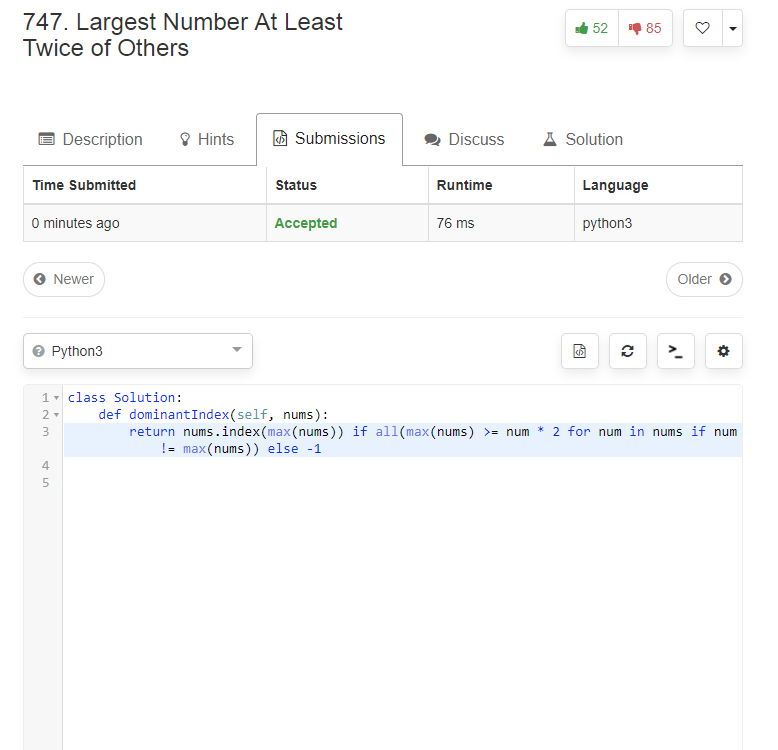 747. Largest Number At Least
Twice of Others
52
85
Description
Hints
Submissions
Discuss
Solution
Time Submitted Status Runtime Language
0 minutes ago Accepted 76 ms python3
Newer
Older
Python3
1 class Solution:
2     def dominantIndex(self, nums):
3         return nums.index(max(nums)) if all(max(nums) >= num * 2 for num in nums if num
            != max(nums)) else -1
4
5